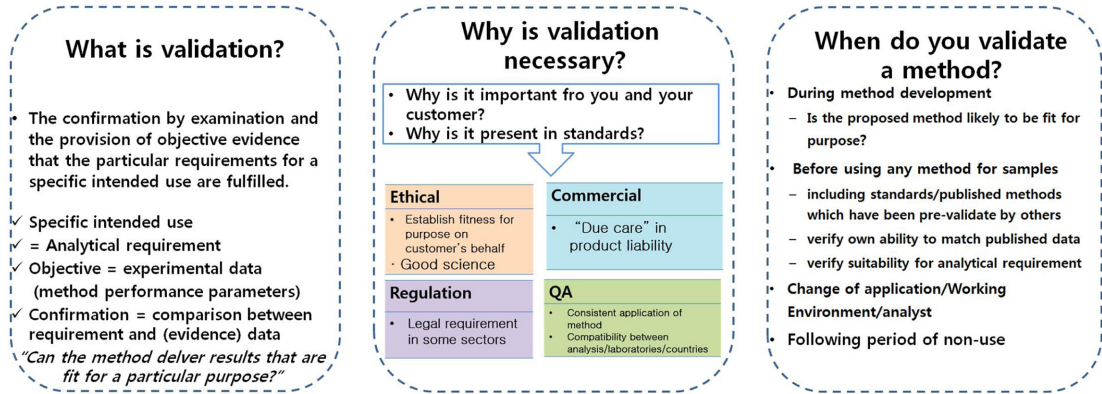 What is validation?
• The confirmation by examination and
the provision of objective evidence
that the particular requirements for a
specific intended use are fulfilled.
✓ Specific intended use
✓ = Analytical requirement
✓ Objective = experimental data
(method performance parameters)
✓ Confirmation = comparison between
requirement and (evidence) data
"Can the method delver results that are
fit for a particular purpose?"
Why is validation
necessary?
• Why is it important fro you and your
customer?
• Why is it present in standards?
Ethical
• Establish fitness for
purpose on
customer's behalf
· Good science
Commercial
• "Due care" in
product liability
Regulation
• Legal requirement
in some sectors
QA
• Consistent application of
method
• Compatibility between
analysis/laboratories/countries
When do you validate
a method?
• During method development
– Is the proposed method likely to be fit for
purpose?
• Before using any method for samples
– including standards/published methods
which have been pre-validate by others
– verify own ability to match published data
– verify suitability for analytical requirement
• Change of application/Working
Environment/analyst
• Following period of non-use